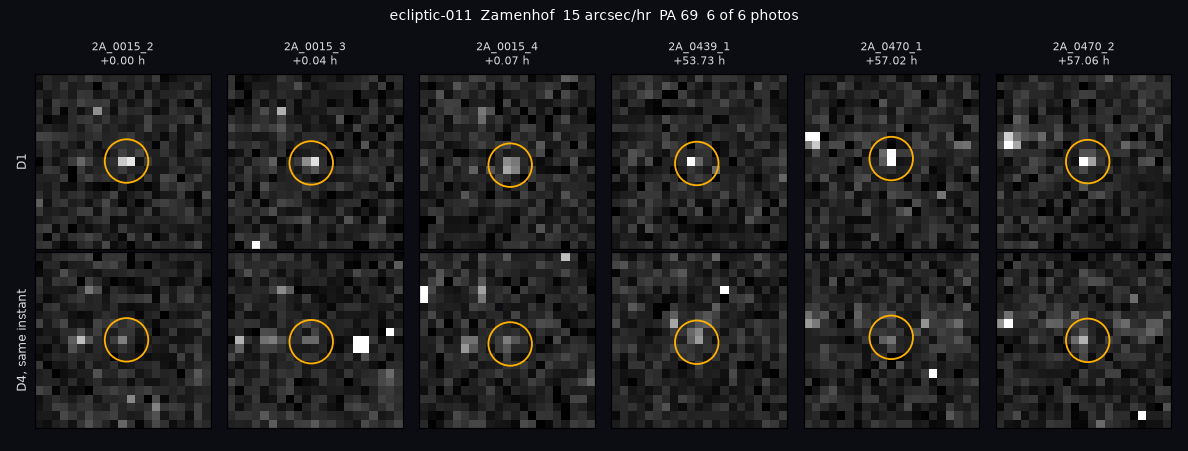 ecliptic-011 Zamenhof 15 arcsec/hr PA 69 6 of 6 photos
2A_0015_2
+0.00 h
2A_0015_3
+0.04 h
2A_0015_4
+0.07 h
2A_0439_1
+53.73 h
2A_0470_1
+57.02 h
2A_0470_2
+57.06 h
D1
D4, same instant